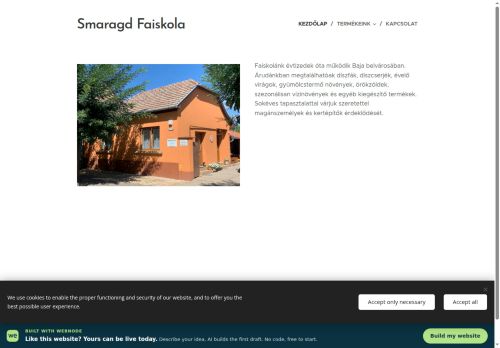 Smaragd Faiskola
KEZDŐLAP / TERMÉKEINK / KAPCSOLAT
Faiskolánk évtizedek óta működik Baja belvárosában.
Árudánkban megtalálhatóak díszfák, díszcserjék, évelő
virágok, gyümölcstermő növények, örökzöldek,
szezonálisan vízinövények és egyéb kiegészítő termékek.
Sokéves tapasztalattal várjuk szeretettel
magánszemélyek és kertépítők érdeklődését.
We use cookies to enable the proper functioning and security of our website, and to offer you the
best possible user experience.
Accept only necessary
Accept all
we
BUILT WITH WEBNODE
Like this website? Yours can be live today. Describe your idea, AI builds the first draft. No code, free to start.
Build my website